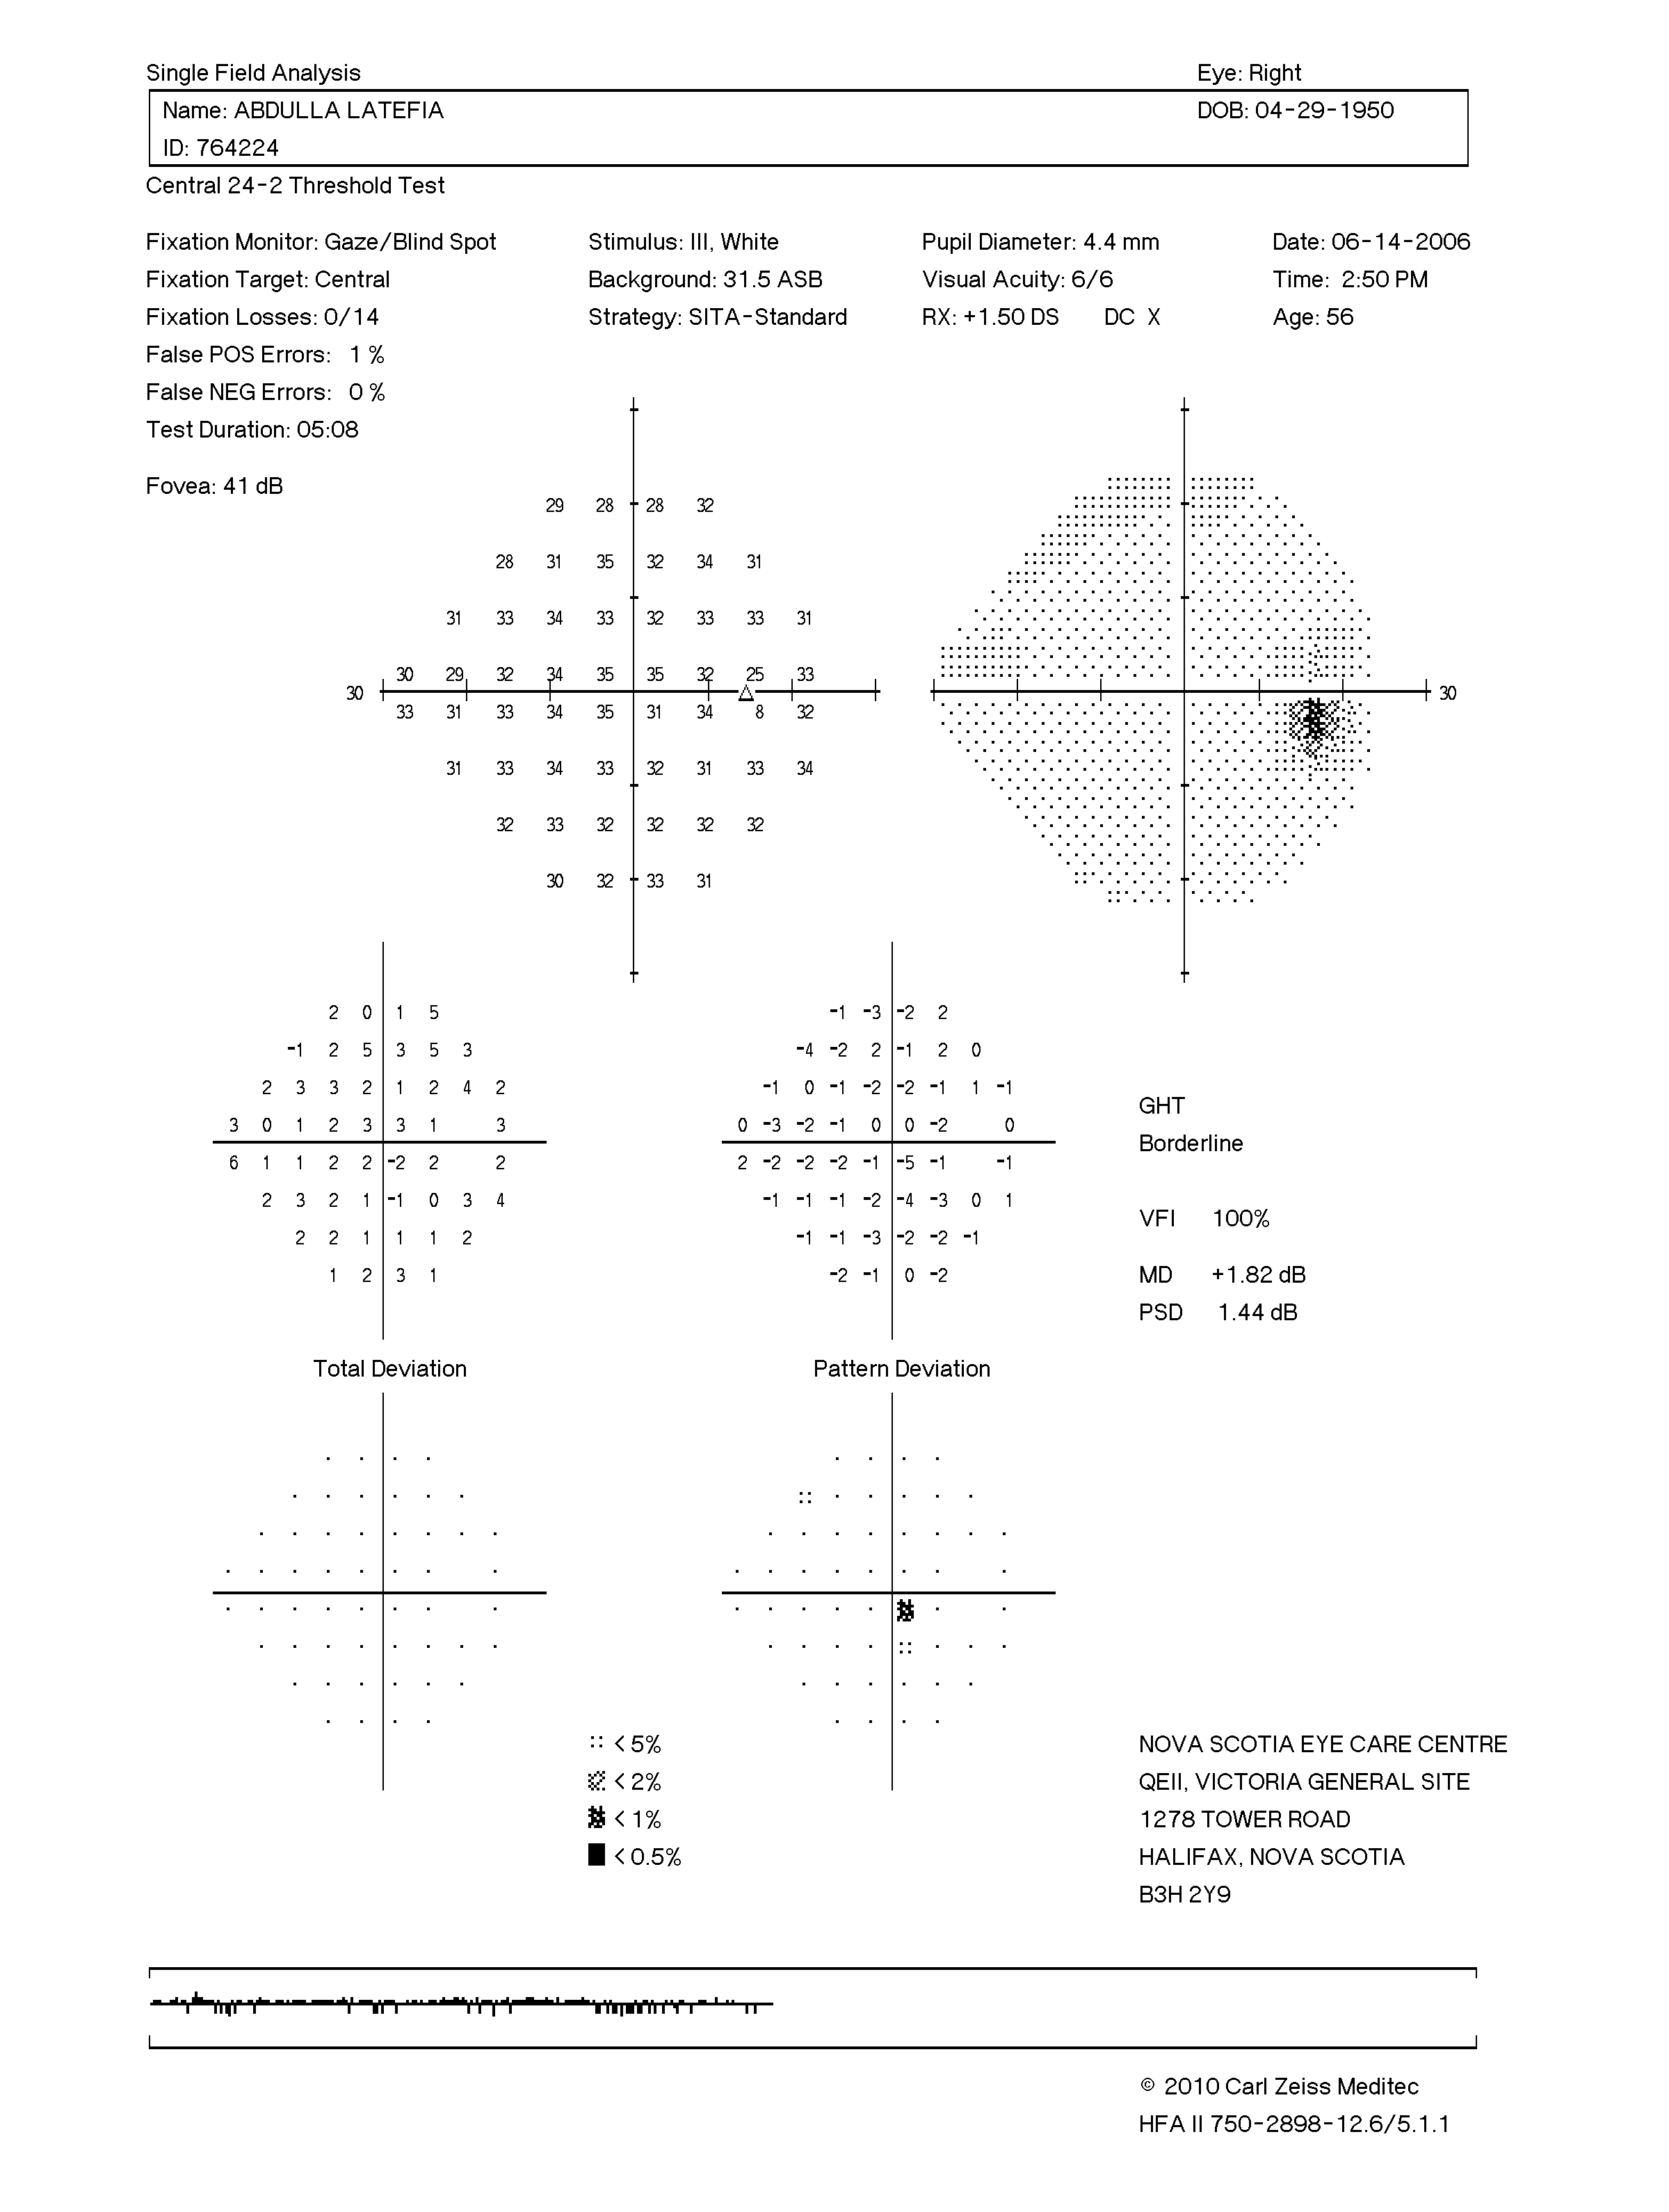 Single Field Analysis Eye: Right
Name: ABDULLA LATEFIA DOB: 04-29-1950
ID: 764224
Central 24-2 Threshold Test
Fixation Monitor: Gaze/Blind Spot Stimulus: III, White Pupil Diameter: 4.4 mm Date: 06-14-2006
Fixation Target: Central Background: 31.5 ASB Visual Acuity: 6/6 Time: 2:50 PM
Fixation Losses: 0/14 Strategy: SITA-Standard RX: +1.50 DS DC X Age: 56
False POS Errors: 1 %
False NEG Errors: 0 %
Test Duration: 05:08
Fovea: 41 dB
29 28 28 32
28 31 35 32 34 31
31 33 34 33 32 33 33 31
30 29 32 34 35 35 32 25 33
30 30
33 31 33 34 35 31 34 8 32
31 33 34 33 32 31 33 34
32 33 32 32 32 32
30 32 33 31
2 0 1 5 -1 -3 -2 2
-1 2 5 3 5 3 -4 -2 2 -1 2 0
2 3 3 2 1 2 4 2 -1 0 -1 -2 -2 -1 1 -1
GHT
3 0 1 2 3 3 1 3 0 -3 -2 -1 0 0 -2 0
Borderline
6 1 1 2 2 -2 2 2 2 -2 -2 -2 -1 -5 -1 -1
2 3 2 1 -1 0 3 4 -1 -1 -1 -2 -4 -3 0 1
VFI 100%
2 2 1 1 1 2 -1 -1 -3 -2 -2 -1
1 2 3 1 -2 -1 0 -2
MD +1.82 dB
PSD 1.44 dB
Total Deviation Pattern Deviation
< 5% NOVA SCOTIA EYE CARE CENTRE
< 2% QEII, VICTORIA GENERAL SITE
< 1% 1278 TOWER ROAD
< 0.5% HALIFAX, NOVA SCOTIA
B3H 2Y9
© 2010 Carl Zeiss Meditec
HFA II 750-2898-12.6/5.1.1